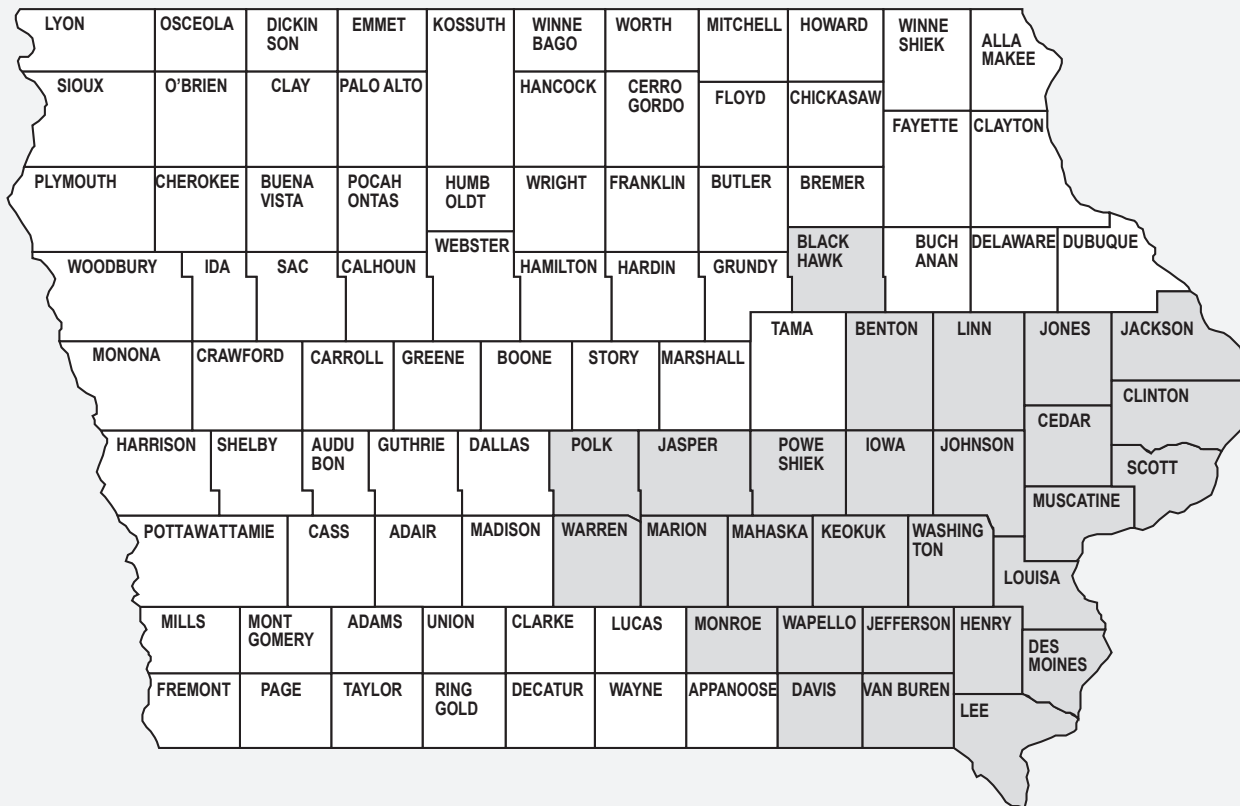 LYON
OSCEOLA
DICKIN
SON
EMMET
KOSSUTH
WINNE
BAGO
WORTH
MITCHELL
HOWARD
WINNE
SHIEK
ALLA
MAKEE
SIOUX
O'BRIEN
CLAY
PALO ALTO
HANCOCK
CERRO
GORDO
FLOYD
CHICKASAW
FAYETTE
CLAYTON
PLYMOUTH
CHEROKEE
BUENA
VISTA
POCAH
ONTAS
HUMB
OLDT
WRIGHT
FRANKLIN
BUTLER
BREMER
WEBSTER
BLACK
HAWK
BUCH
ANAN
DELAWARE
DUBUQUE
WOODBURY
IDA
SAC
CALHOUN
HAMILTON
HARDIN
GRUNDY
TAMA
BENTON
LINN
JONES
JACKSON
MONONA
CRAWFORD
CARROLL
GREENE
BOONE
STORY
MARSHALL
CLINTON
CEDAR
HARRISON
SHELBY
AUDU
BON
GUTHRIE
DALLAS
POLK
JASPER
POWE
SHIEK
IOWA
JOHNSON
SCOTT
MUSCATINE
POTTAWATTAMIE
CASS
ADAIR
MADISON
WARREN
MARION
MAHASKA
KEOKUK
WASHING
TON
LOUISA
MILLS
MONT
GOMERY
ADAMS
UNION
CLARKE
LUCAS
MONROE
WAPELLO
JEFFERSON
HENRY
DES
MOINES
FREMONT
PAGE
TAYLOR
RING
GOLD
DECATUR
WAYNE
APPANOOSE
DAVIS
VAN BUREN
LEE